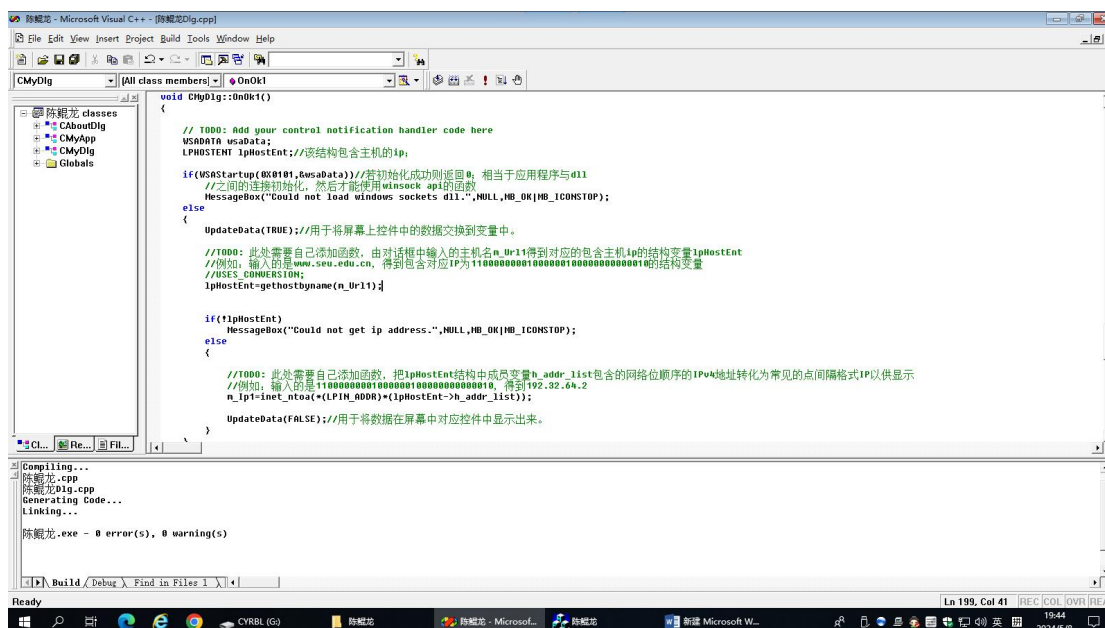 陈鲲龙 - Microsoft Visual C++ - [陈鲲龙Dlg.cpp]
File Edit View Insert Project Build Tools Window Help
CMyDlg [All class members] OnOk1
陈鲲龙 classes
CAboutDlg
CMyApp
CMyDlg
Globals
Cl... Re... Fil...
void CMyDlg::OnOk1()
{
// TODO: Add your control notification handler code here
WSADATA wsaData;
LPHOSTENT lpHostEnt;//该结构包含主机的ip;
if(WSAStartup(0X0101,&wsaData))//若初始化成功则返回0; 相当于应用程序与dll
//之间的连接初始化, 然后才能使用winsock api的函数
MessageBox("Could not load windows sockets dll.",NULL,MB_OK|MB_ICONSTOP);
else
{
UpdateData(TRUE);//用于将屏幕上控件中的数据交换到变量中。
//TODO: 此处需要自己添加函数, 由对话框中输入的主机名m_Url1得到对应的包含主机ip的结构变量lpHostEnt
//例如: 输入的是www.seu.edu.cn, 得到包含对应IP为11000000001000000100000000000010的结构变量
//USES_CONVERSION;
lpHostEnt=gethostbyname(m_Url1);
if(!lpHostEnt)
MessageBox("Could not get ip address.",NULL,MB_OK|MB_ICONSTOP);
else
{
//TODO: 此处需要自己添加函数, 把lpHostEnt结构中成员变量h_addr_list包含的网络位顺序的IPv4地址转化为常见的点间隔格式IP以供显示
//例如: 输入的是11000000001000000100000000000010, 得到192.32.64.2
m_Ip1=inet_ntoa(*(LPIN_ADDR)*(lpHostEnt->h_addr_list));
UpdateData(FALSE);//用于将数据在屏幕中对应控件中显示出来。
}
Compiling...
陈鲲龙.cpp
陈鲲龙Dlg.cpp
Generating Code...
Linking...
陈鲲龙.exe - 0 error(s), 0 warning(s)
Build Debug Find in Files 1
Ready Ln 199, Col 41 REC COL OVR REA
CYRBL (G:) 陈鲲龙 陈鲲龙 - Microsof... 陈鲲龙 新建 Microsoft W... 英 19:44
2024/5/8